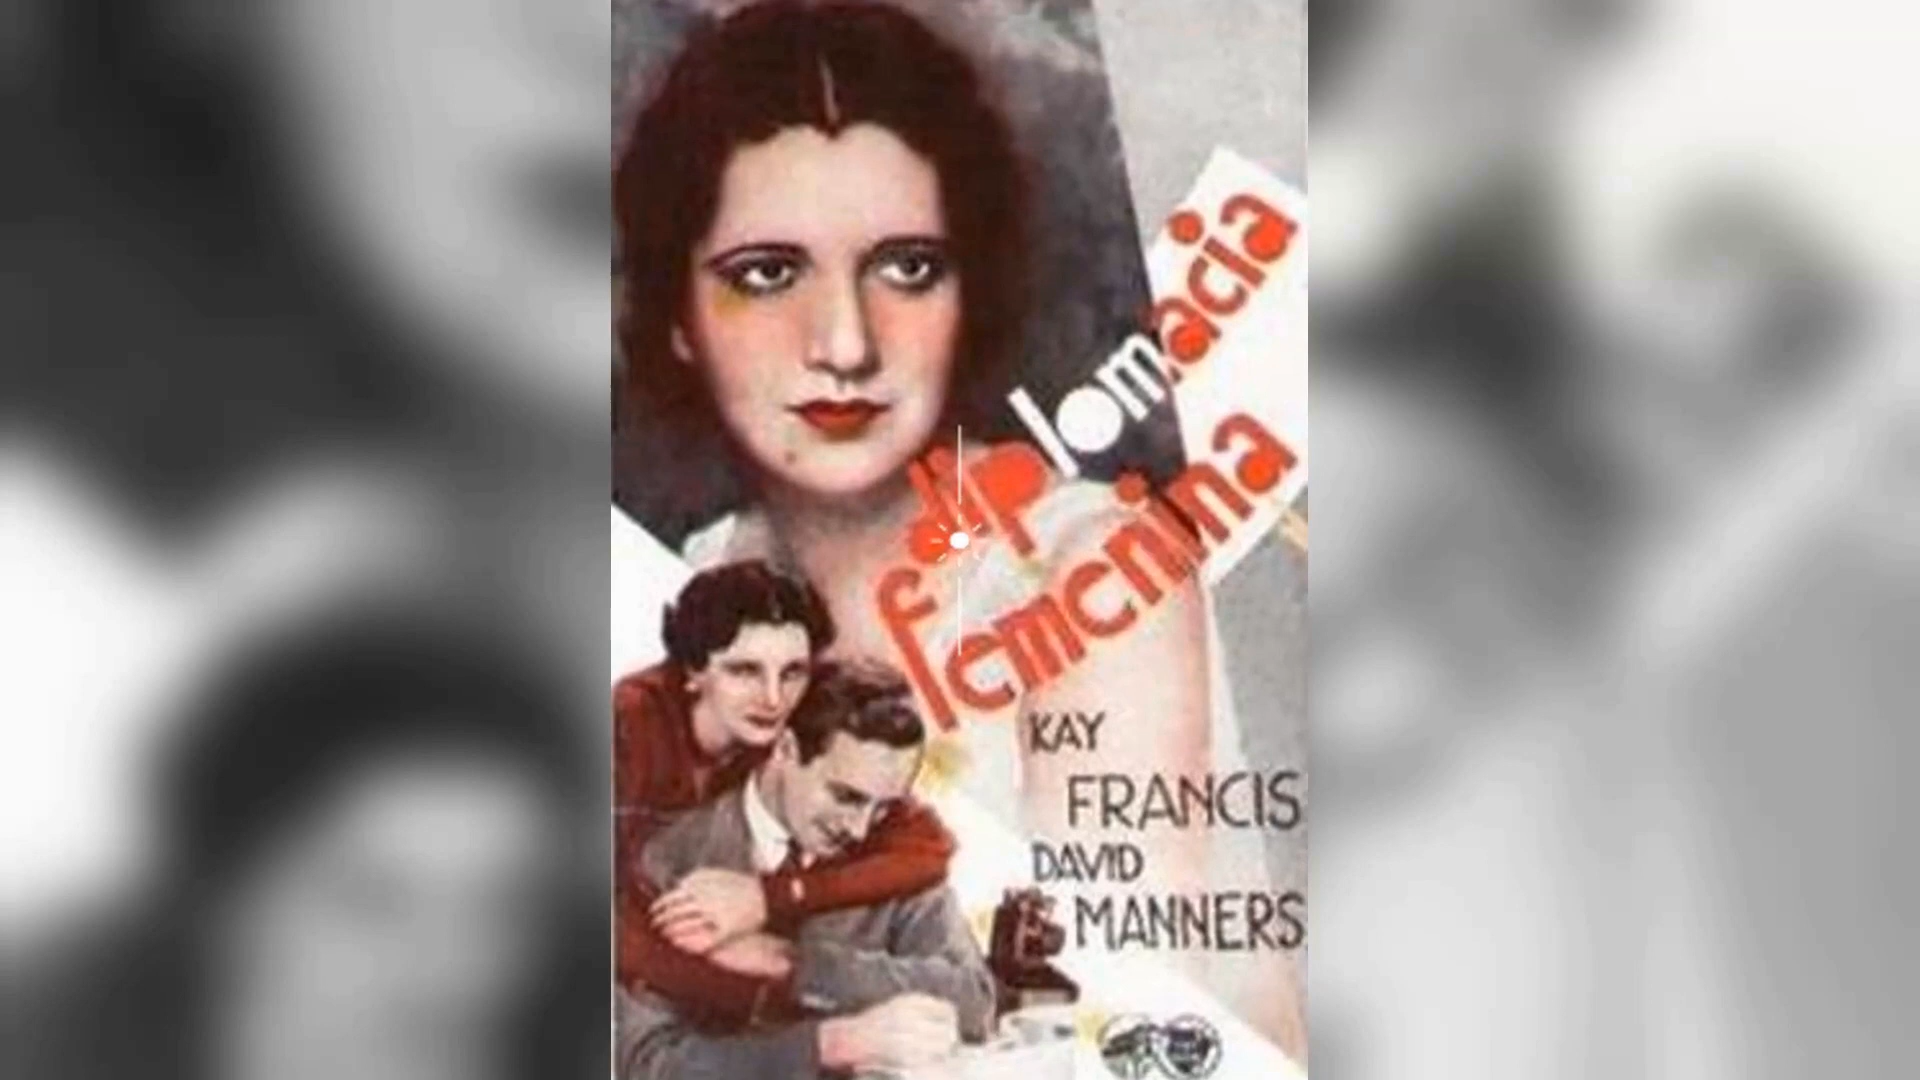 diplomacia
femenina
KAY
FRANCIS
DAVID
MANNERS